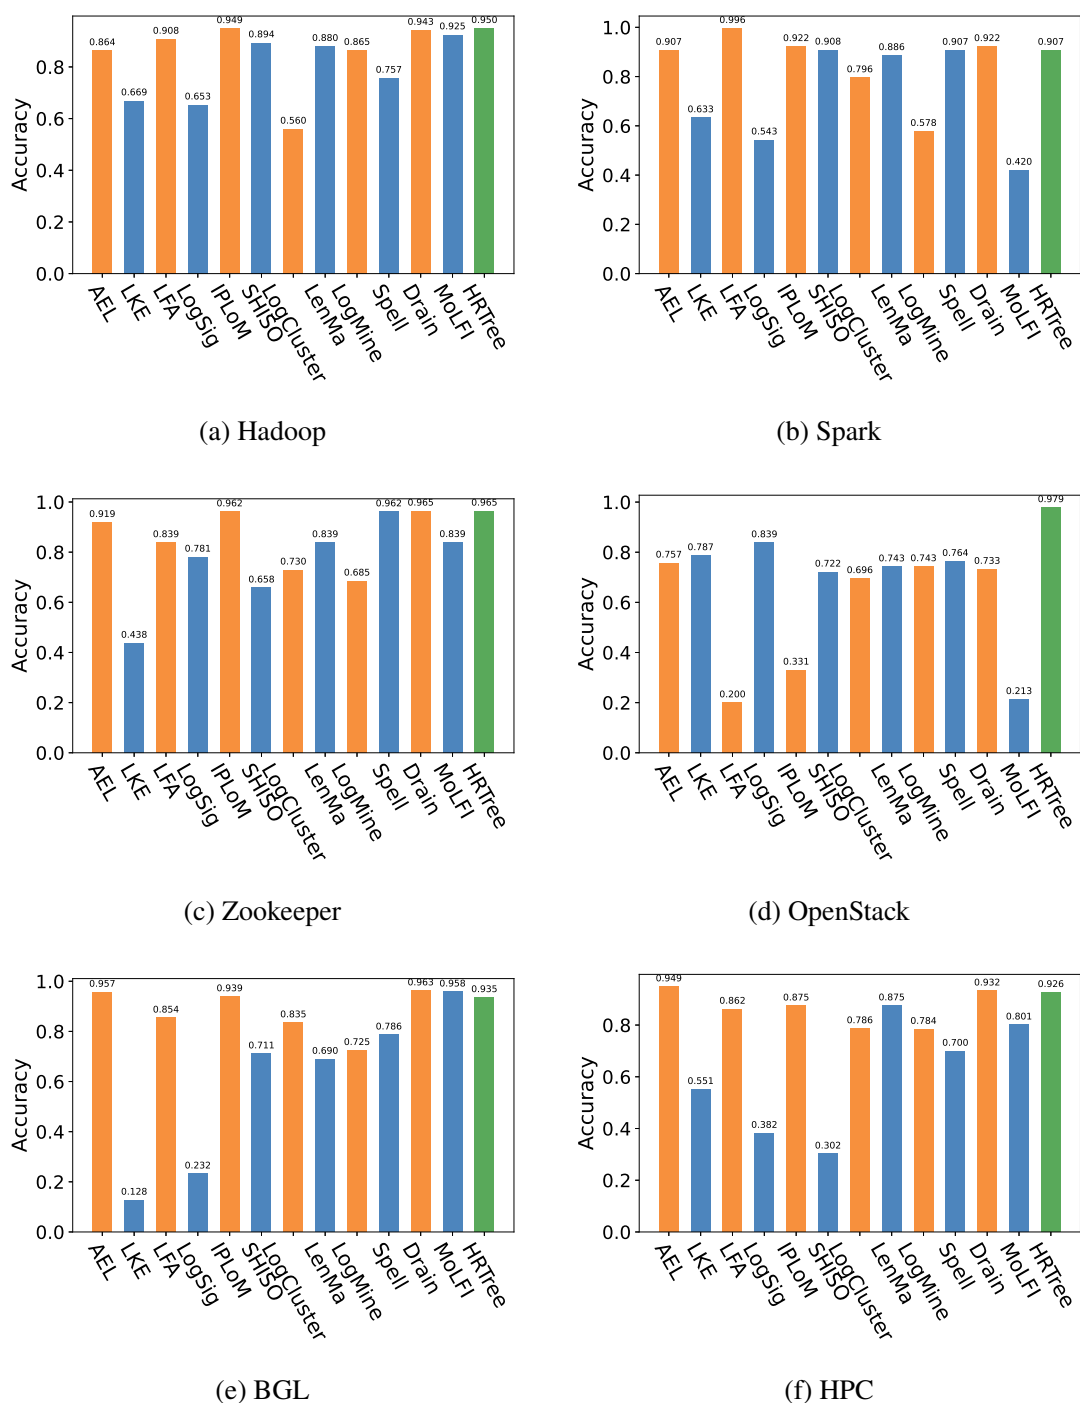 0.864
0.669
0.908
0.653
0.949
0.894
0.560
0.880
0.865
0.757
0.943
0.925
0.950
Accuracy
0.8
0.6
0.4
0.2
0.0
AEL
LKE
LFA
LogSig
IPLoM
SHISO
LogCluster
LenMa
LogMine
Spell
Drain
MoLFI
HRTree
(a) Hadoop
0.907
0.633
0.996
0.543
0.922
0.908
0.796
0.886
0.578
0.907
0.922
0.420
0.907
Accuracy
1.0
0.8
0.6
0.4
0.2
0.0
AEL
LKE
LFA
LogSig
IPLoM
SHISO
LogCluster
LenMa
LogMine
Spell
Drain
MoLFI
HRTree
(b) Spark
0.919
0.438
0.839
0.781
0.962
0.658
0.730
0.839
0.685
0.962
0.965
0.839
0.965
Accuracy
1.0
0.8
0.6
0.4
0.2
0.0
AEL
LKE
LFA
LogSig
IPLoM
SHISO
LogCluster
LenMa
LogMine
Spell
Drain
MoLFI
HRTree
(c) Zookeeper
0.757
0.787
0.200
0.839
0.331
0.722
0.696
0.743
0.743
0.764
0.733
0.213
0.979
Accuracy
1.0
0.8
0.6
0.4
0.2
0.0
AEL
LKE
LFA
LogSig
IPLoM
SHISO
LogCluster
LenMa
LogMine
Spell
Drain
MoLFI
HRTree
(d) OpenStack
0.957
0.128
0.854
0.232
0.939
0.711
0.835
0.690
0.725
0.786
0.963
0.958
0.935
Accuracy
1.0
0.8
0.6
0.4
0.2
0.0
AEL
LKE
LFA
LogSig
IPLoM
SHISO
LogCluster
LenMa
LogMine
Spell
Drain
MoLFI
HRTree
(e) BGL
0.949
0.551
0.862
0.382
0.875
0.302
0.786
0.875
0.784
0.700
0.932
0.801
0.926
Accuracy
0.8
0.6
0.4
0.2
0.0
AEL
LKE
LFA
LogSig
IPLoM
SHISO
LogCluster
LenMa
LogMine
Spell
Drain
MoLFI
HRTree
(f) HPC